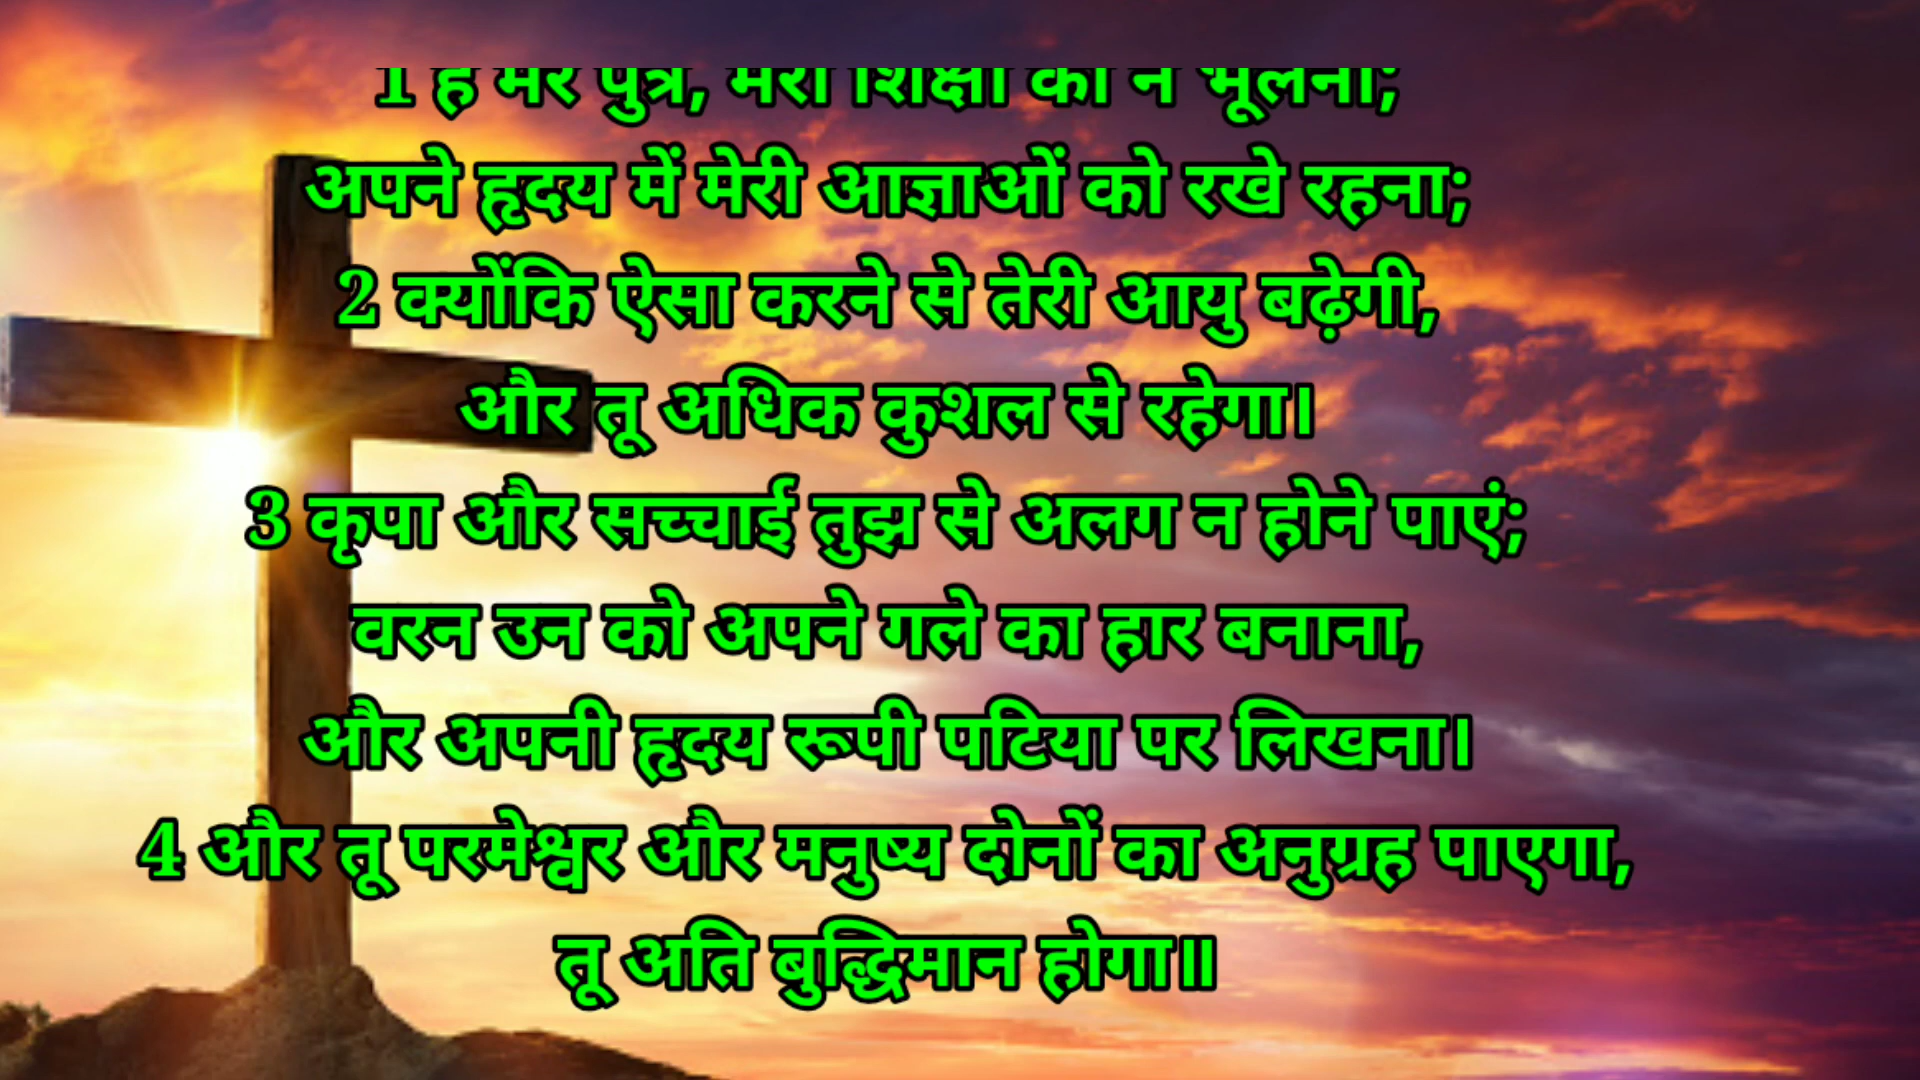 1 हे मेरे पुत्र, मेरी शिक्षा को न भूलना;
अपने हृदय में मेरी आज्ञाओं को रखे रहना;
2 क्योंकि ऐसा करने से तेरी आयु बढ़ेगी,
और तू अधिक कुशल से रहेगा।
3 कृपा और सच्चाई तुझ से अलग न होने पाएं;
वरन उन को अपने गले का हार बनाना,
और अपनी हृदय रूपी पटिया पर लिखना।
4 और तू परमेश्वर और मनुष्य दोनों का अनुग्रह पाएगा,
तू अति बुद्धिमान होगा॥